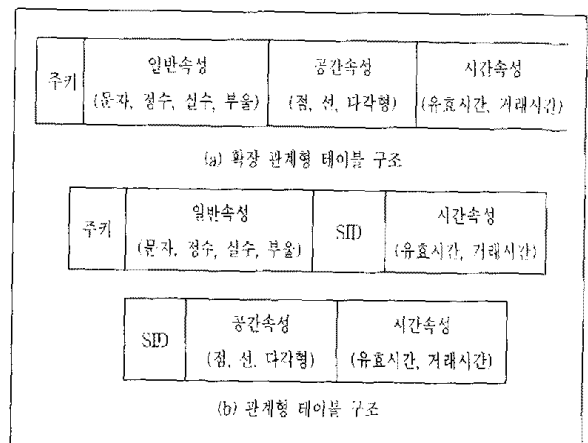 주키
일반속성
(문자, 정수, 실수, 부울)
공간속성
(점, 선, 다각형)
시간속성
(유효시간, 거래시간)
(a) 확장 관계형 테이블 구조
주키
일반속성
(문자, 정수, 실수, 부울)
SID
시간속성
(유효시간, 거래시간)
SID
공간속성
(점, 선, 다각형)
시간속성
(유효시간, 거래시간)
(b) 관계형 테이블 구조